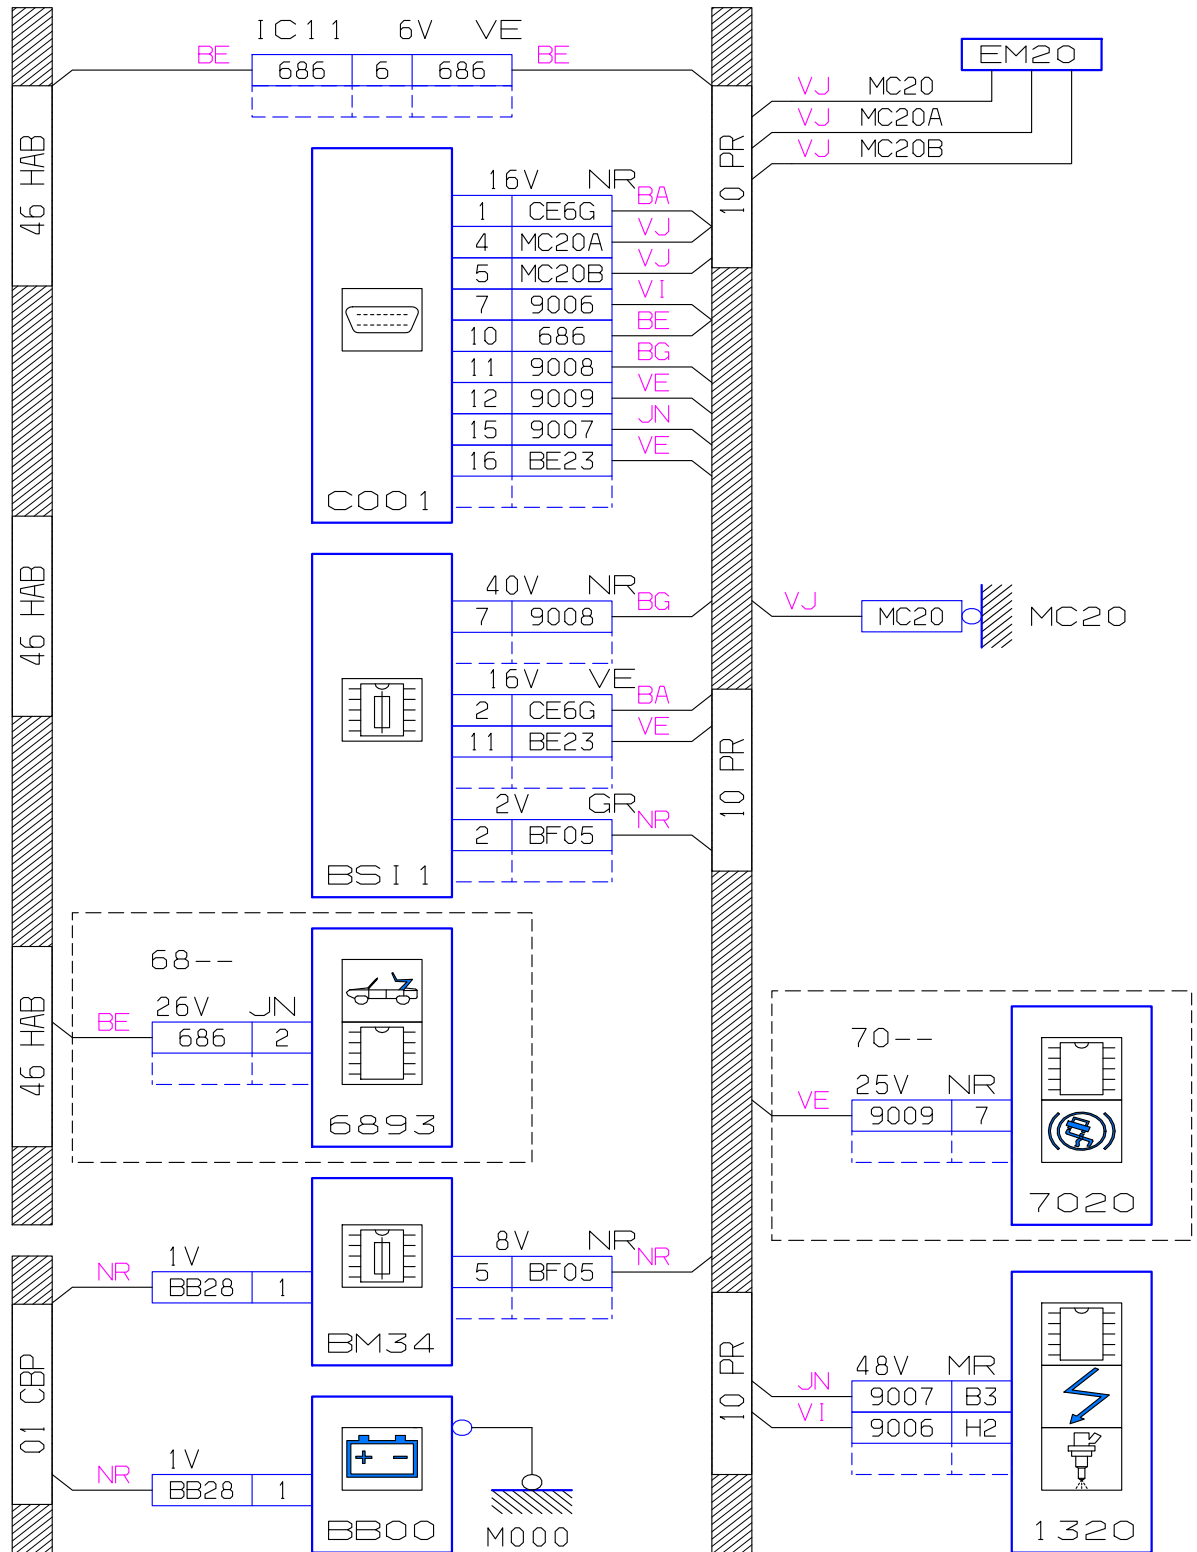 IC11 6V VE
BE 686 6 686 BE
EM20
VJ MC20
VJ MC20A
VJ MC20B
46 HAB
10 PR
16V NR
1 CE6G BA
4 MC20A VJ
5 MC20B VJ
7 9006 VI
10 686 BE
11 9008 BG
12 9009 VE
15 9007 JN
16 BE23 VE
C001
46 HAB
40V NR
7 9008 BG
VJ MC20 MC20
16V VE
2 CE6G BA
11 BE23 VE
10 PR
2V GR
2 BF05 NR
BSI1
68--
46 HAB
26V JN
BE 686 2
6893
70--
25V NR
VE 9009 7
7020
1V
NR BB28 1
8V NR
5 BF05 NR
BM34
01 CBP
10 PR
48V MR
JN 9007 B3
VI 9006 H2
1320
1V
NR BB28 1
+ -
BB00
M000